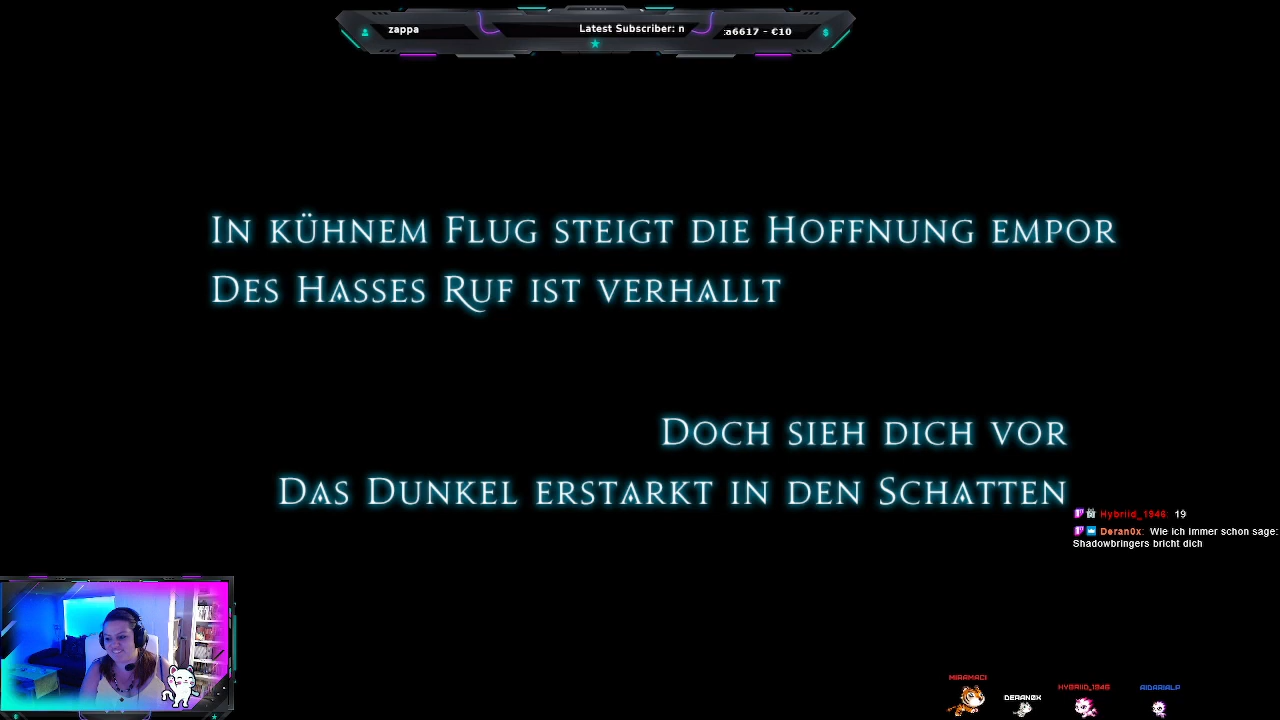 zappa
Latest Subscriber: n
a6617 - €10
In kühnem Flug steigt die Hoffnung empor
Des Hasses Ruf ist verhallt
Doch sieh dich vor
Das Dunkel erstarkt in den Schatten
Hybriid_1946: 19
Deran0x: Wie ich immer schon sage:
Shadowbringers bricht dich
MIRAMACI
DERAN0X
HYBRIID_1946
AIDARIALP